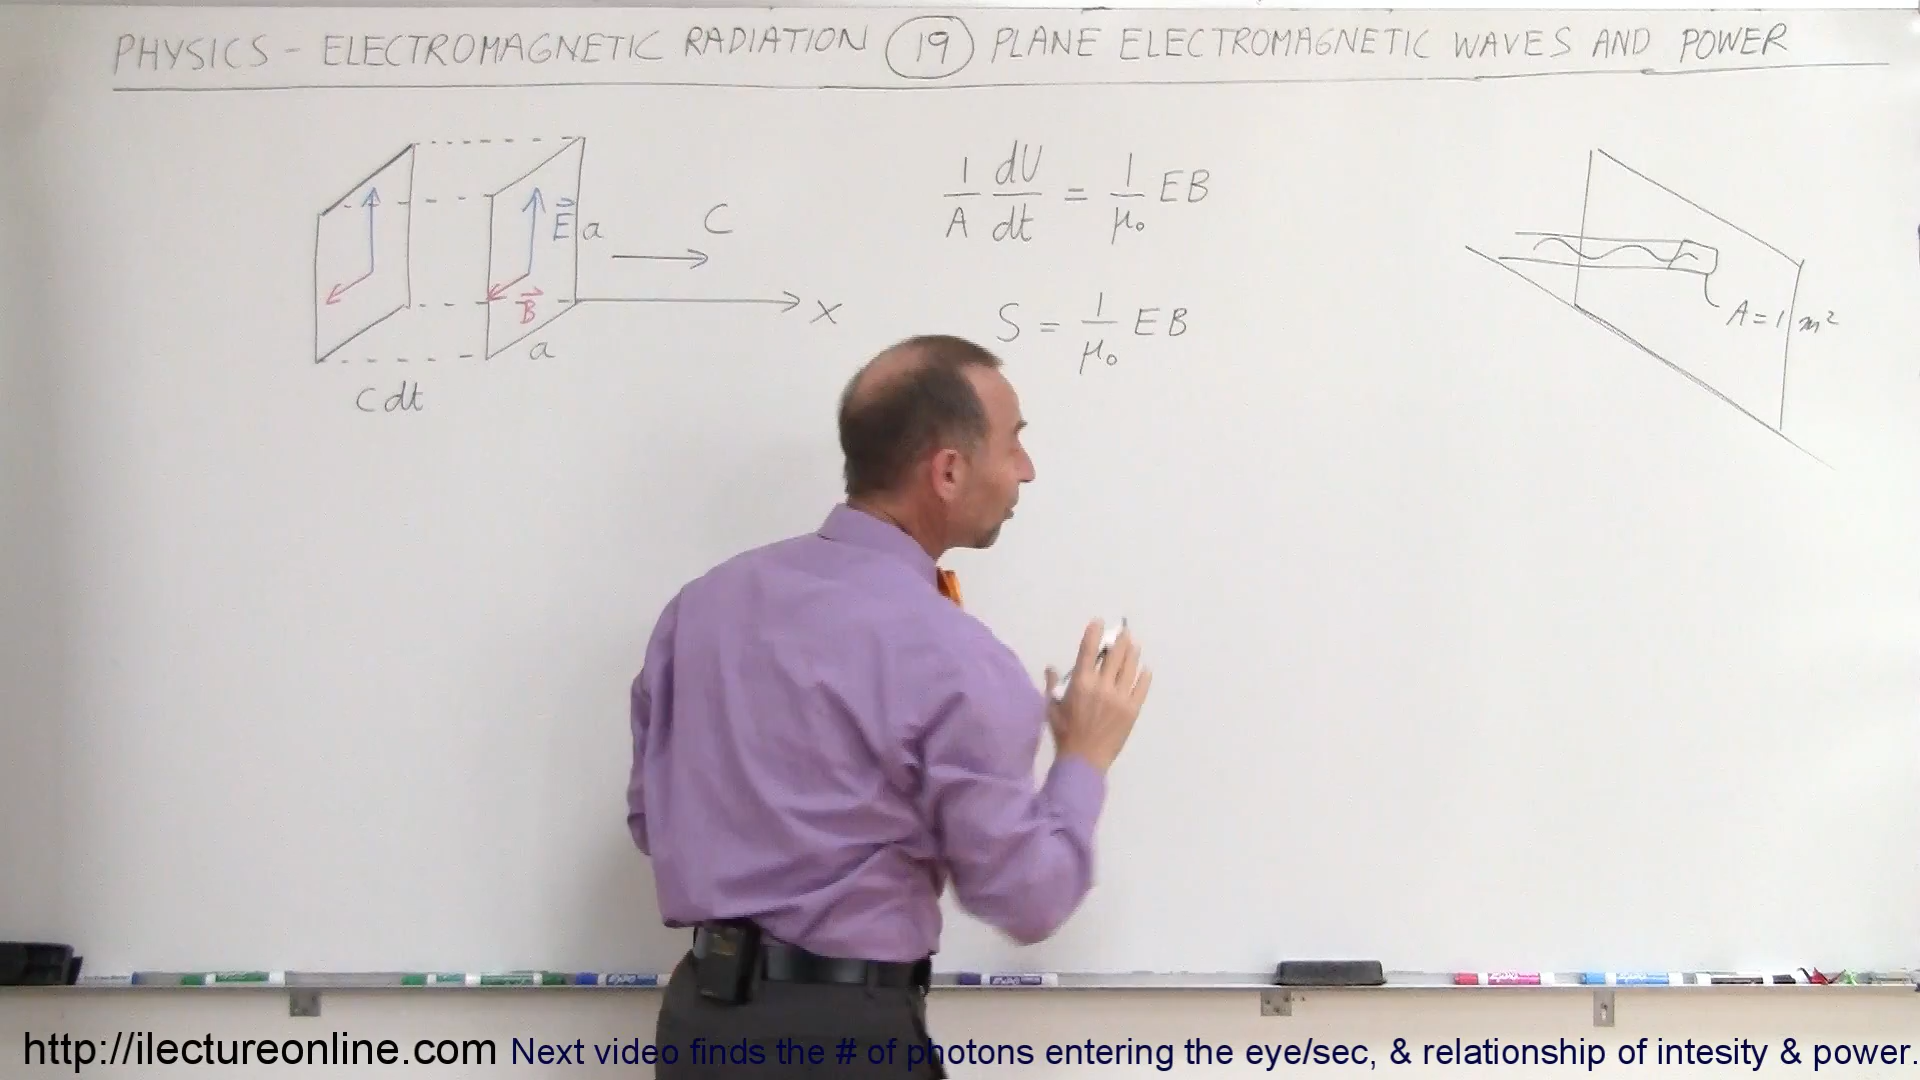 PHYSICS - ELECTROMAGNETIC RADIATION 19 PLANE ELECTROMAGNETIC WAVES AND POWER
1/A dU/dt = 1/μ₀ EB
E a
C
B
X
a
C dt
S = 1/μ₀ EB
A = 1 m²
http://ilectureonline.com Next video finds the # of photons entering the eye/sec, & relationship of intesity & power.